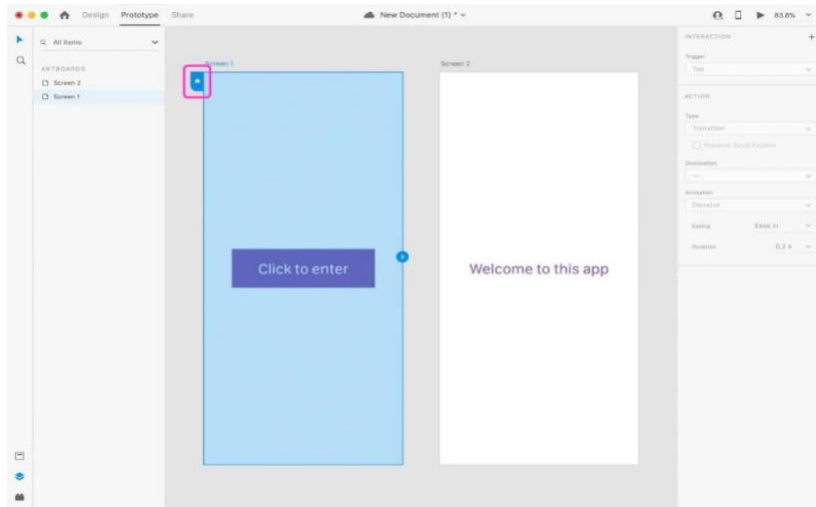 Design Prototype Share
New Document (1) *
83.8%
All Items
ARTBOARDS
Screen 2
Screen 1
Screen 1
Click to enter
Screen 2
Welcome to this app
INTERACTION +
Trigger
Tap
ACTION
Type
Transition
Preserve Scroll Position
Destination
—
Animation
Dissolve
Easing Ease In
Duration 0.2 s